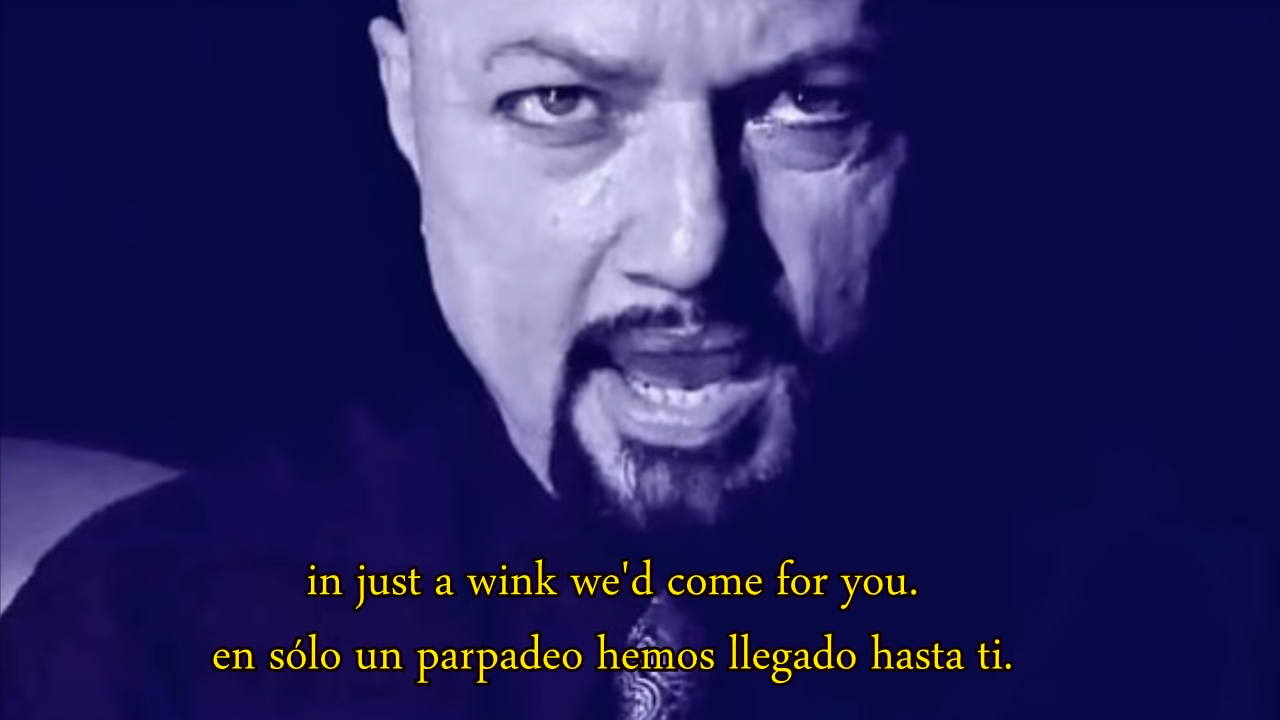 in just a wink we'd come for you.
en sólo un parpadeo hemos llegado hasta ti.